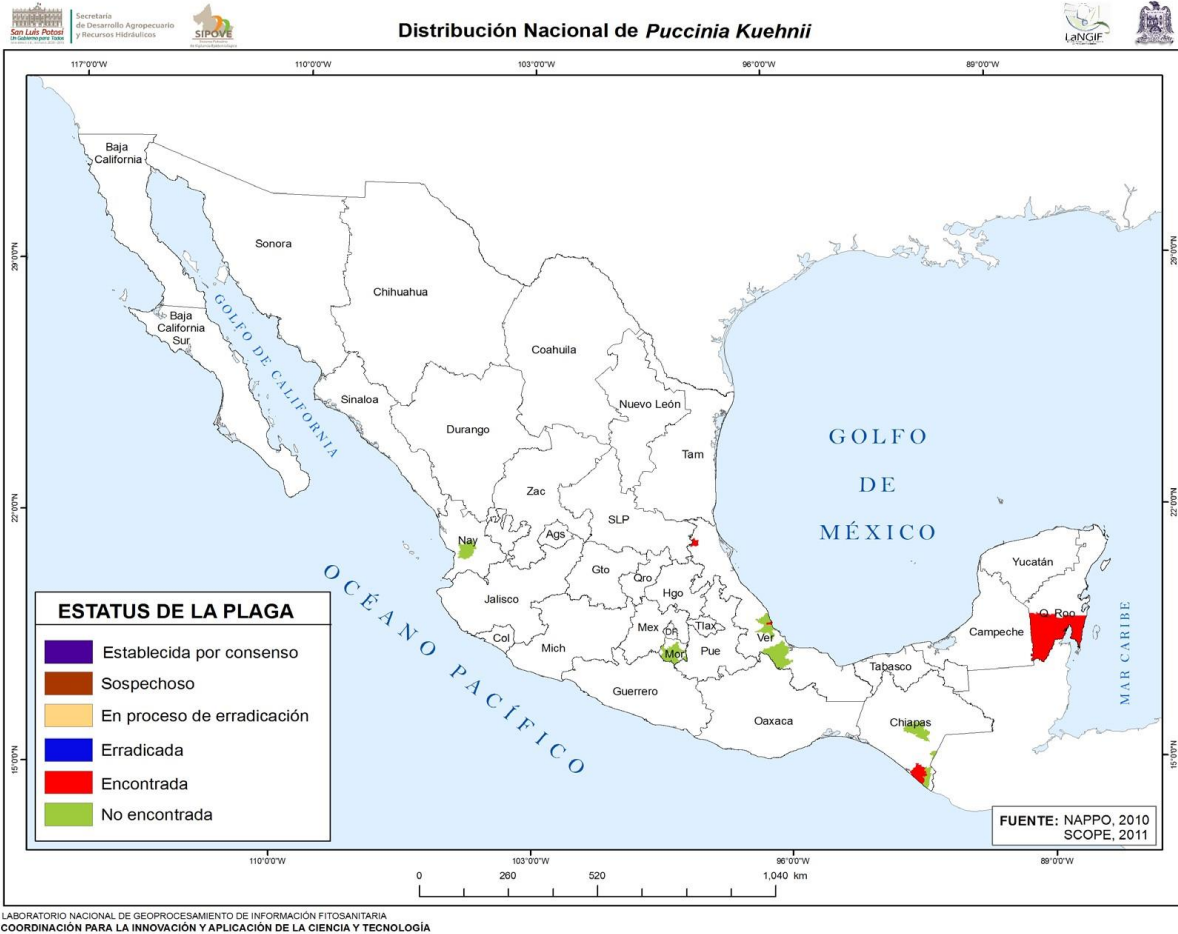 San Luis Potosí
Un Gobierno para Todos
Secretaría
de Desarrollo Agropecuario
y Recursos Hidráulicos
SIPOVE
Distribución Nacional de Puccinia Kuehnii
LaNGIF
117°0'0"W
110°0'0"W
103°0'0"W
96°0'0"W
89°0'0"W
29°0'0"N
29°0'0"N
22°0'0"N
22°0'0"N
15°0'0"N
15°0'0"N
Baja
California
Sonora
Chihuahua
Baja
California
Sur
Coahuila
Sinaloa
Nuevo León
Durango
Tam
Zac
SLP
Nay
Ags
Gto
Qro
Hgo
Jalisco
Mex
DF
Tlax
Col
Mich
Mor
Pue
Ver
Guerrero
Oaxaca
Tabasco
Chiapas
Campeche
Yucatán
Q. Roo
GOLFO DE CALIFORNIA
GOLFO
DE
MÉXICO
OCÉANO PACÍFICO
MAR CARIBE
ESTATUS DE LA PLAGA
Establecida por consenso
Sospechoso
En proceso de erradicación
Erradicada
Encontrada
No encontrada
FUENTE: NAPPO, 2010
SCOPE, 2011
110°0'0"W
103°0'0"W
96°0'0"W
89°0'0"W
0 260 520 1,040 km
LABORATORIO NACIONAL DE GEOPROCESAMIENTO DE INFORMACIÓN FITOSANITARIA
COORDINACIÓN PARA LA INNOVACIÓN Y APLICACIÓN DE LA CIENCIA Y TECNOLOGÍA